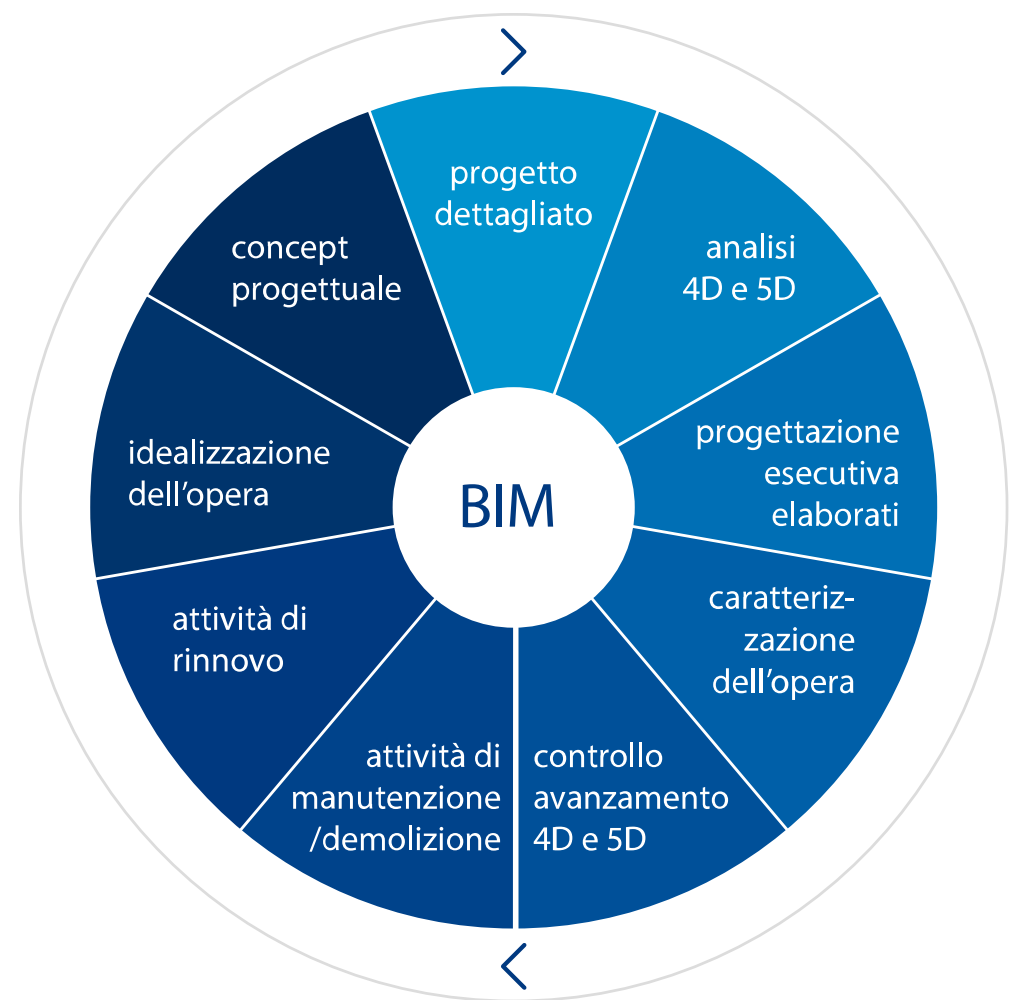 progetto
dettagliato
analisi
4D e 5D
progettazione
esecutiva
elaborati
caratteriz-
zazione
dell'opera
controllo
avanzamento
4D e 5D
attività di
manutenzione
/demolizione
attività di
rinnovo
idealizzazione
dell'opera
concept
progettuale
BIM